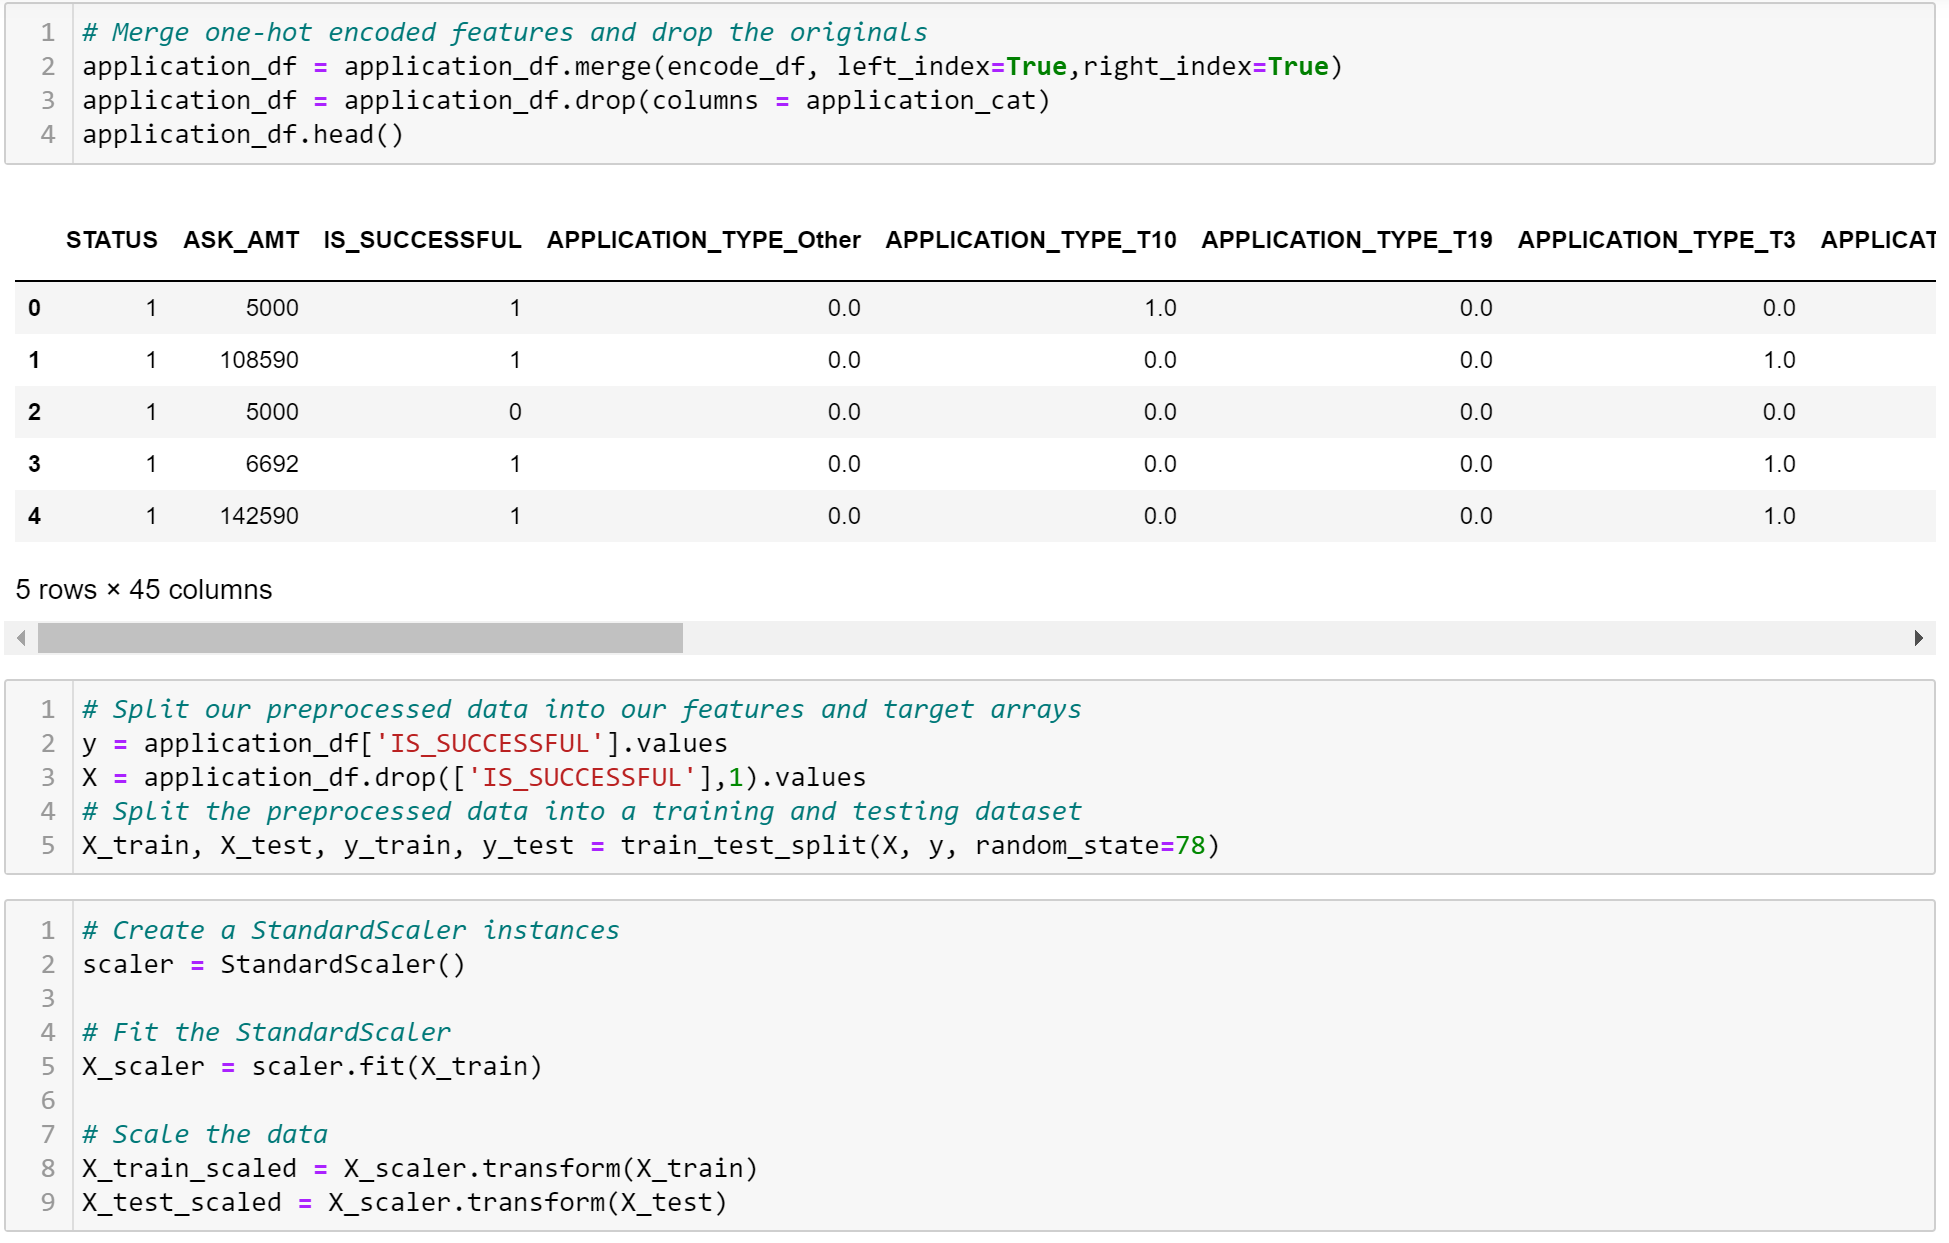 1 # Merge one-hot encoded features and drop the originals
2 application_df = application_df.merge(encode_df, left_index=True,right_index=True)
3 application_df = application_df.drop(columns = application_cat)
4 application_df.head()
STATUS ASK_AMT IS_SUCCESSFUL APPLICATION_TYPE_Other APPLICATION_TYPE_T10 APPLICATION_TYPE_T19 APPLICATION_TYPE_T3 APPLICAT
0 1 5000 1 0.0 1.0 0.0 0.0
1 1 108590 1 0.0 0.0 0.0 1.0
2 1 5000 0 0.0 0.0 0.0 0.0
3 1 6692 1 0.0 0.0 0.0 1.0
4 1 142590 1 0.0 0.0 0.0 1.0
5 rows × 45 columns
1 # Split our preprocessed data into our features and target arrays
2 y = application_df['IS_SUCCESSFUL'].values
3 X = application_df.drop(['IS_SUCCESSFUL'],1).values
4 # Split the preprocessed data into a training and testing dataset
5 X_train, X_test, y_train, y_test = train_test_split(X, y, random_state=78)
1 # Create a StandardScaler instances
2 scaler = StandardScaler()
3
4 # Fit the StandardScaler
5 X_scaler = scaler.fit(X_train)
6
7 # Scale the data
8 X_train_scaled = X_scaler.transform(X_train)
9 X_test_scaled = X_scaler.transform(X_test)